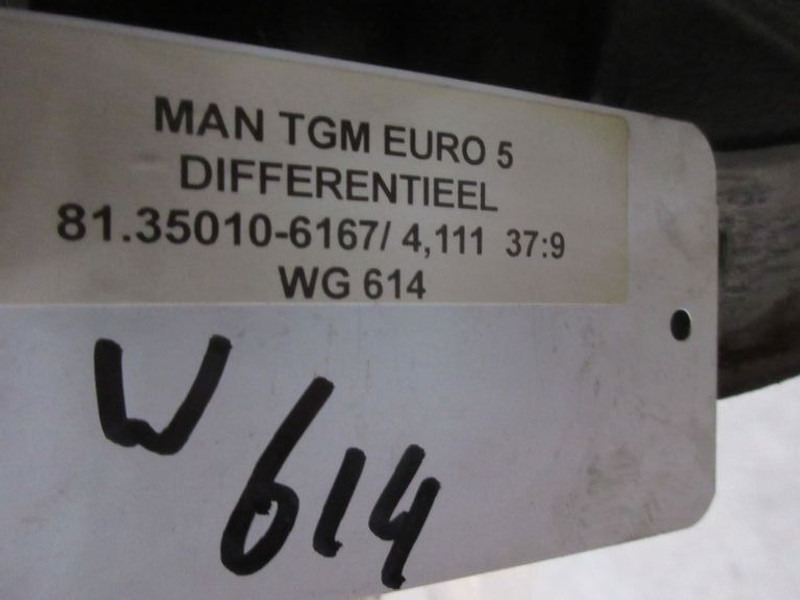 MAN TGM EURO 5
DIFFERENTIEEL
81.35010-6167/ 4,111 37:9
WG 614
W
614